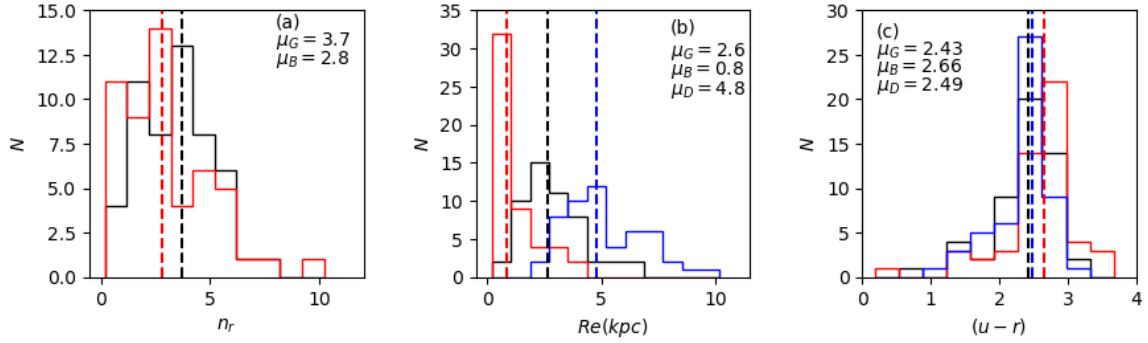 (a)
μ_G = 3.7
μ_B = 2.8
15.0
12.5
10.0
7.5
5.0
2.5
0.0
N
0 5 10
n_r
(b)
μ_G = 2.6
μ_B = 0.8
μ_D = 4.8
35
30
25
20
15
10
5
0
N
0 5 10
Re(kpc)
(c)
μ_G = 2.43
μ_B = 2.66
μ_D = 2.49
30
25
20
15
10
5
0
N
0 1 2 3 4
(u − r)